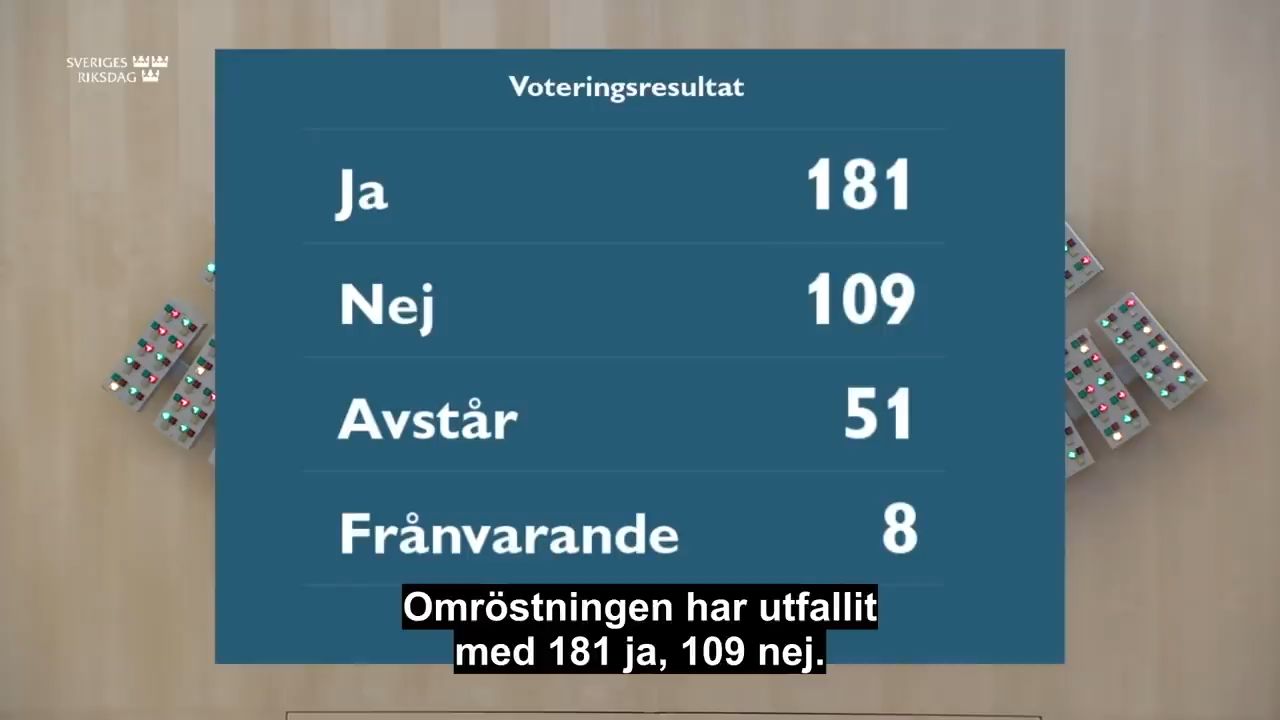 SVERIGES
RIKSDAG
Voteringsresultat
Ja 181
Nej 109
Avstår 51
Frånvarande 8
Omröstningen har utfallit
med 181 ja, 109 nej.